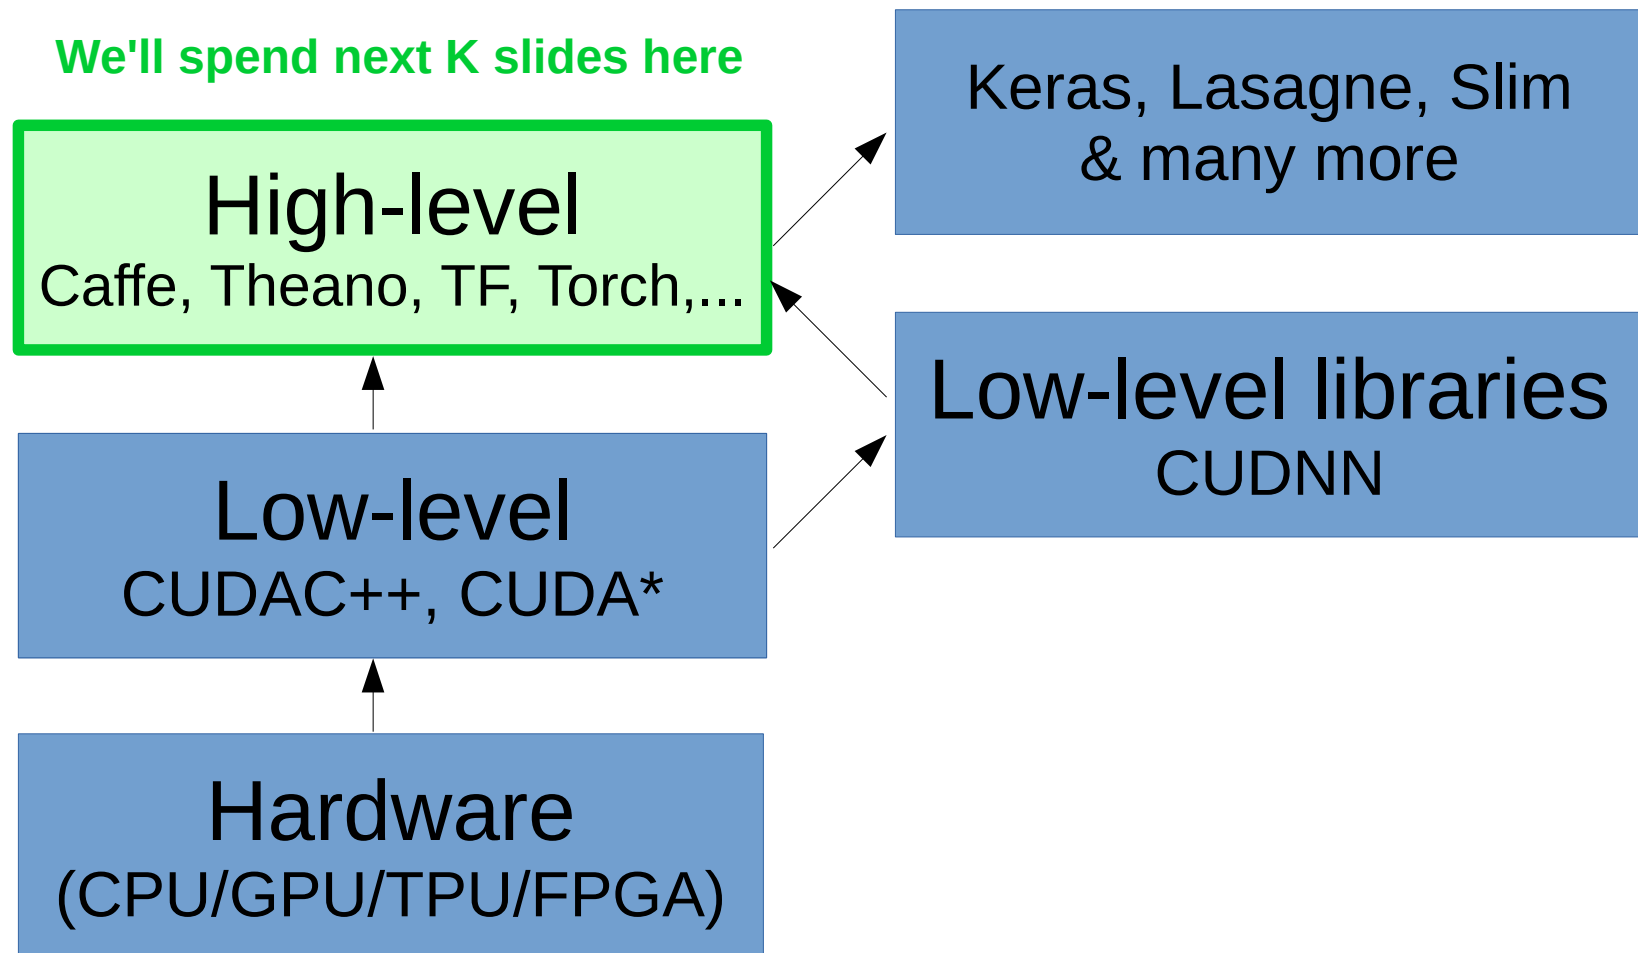 We'll spend next K slides here
High-level
Caffe, Theano, TF, Torch,...
Keras, Lasagne, Slim
& many more
Low-level libraries
CUDNN
Low-level
CUDAC++, CUDA*
Hardware
(CPU/GPU/TPU/FPGA)